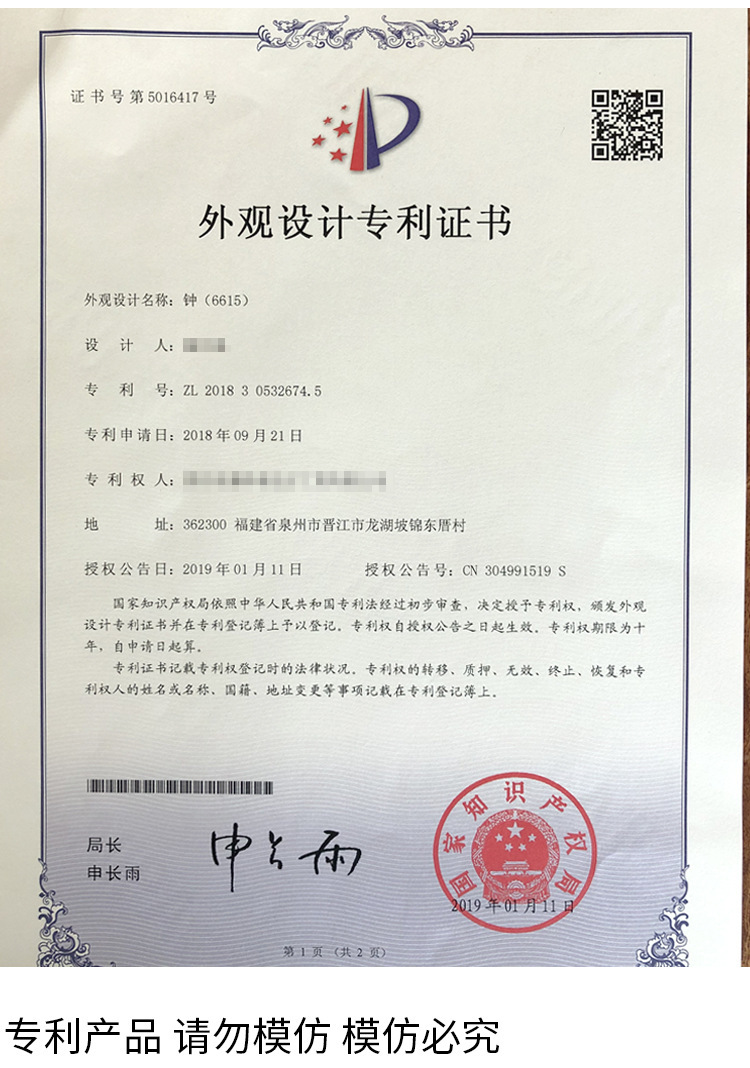 证书号第5016417号
外观设计专利证书
外观设计名称：钟（6615）
设计人：
专利号：ZL 2018 3 0532674.5
专利申请日：2018年09月21日
专利权人：
地址：362300 福建省泉州市晋江市龙湖坡锦东厝村
授权公告日：2019年01月11日 授权公告号：CN 304991519 S
国家知识产权局依照中华人民共和国专利法经过初步审查，决定授予专利权，颁发外观
设计专利证书并在专利登记簿上予以登记。专利权自授权公告之日起生效。专利权期限为十
年，自申请日起算。
专利证书记载专利权登记时的法律状况。专利权的转移、质押、无效、终止、恢复和专
利权人的姓名或名称、国籍、地址变更等事项记载在专利登记簿上。
局长
申长雨
申长雨
国家知识产权局
2019年01月11日
第 1 页 （共 2 页）
专利产品 请勿模仿 模仿必究